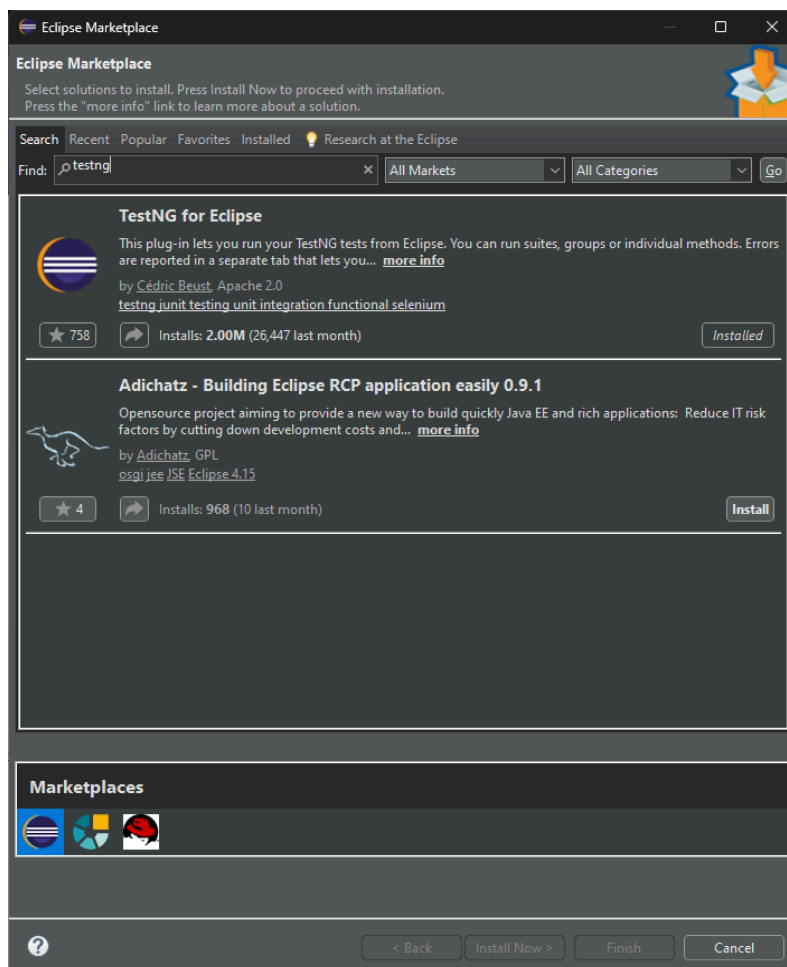 Eclipse Marketplace
Eclipse Marketplace
Select solutions to install. Press Install Now to proceed with installation.
Press the "more info" link to learn more about a solution.
Search Recent Popular Favorites Installed Research at the Eclipse
Find: testng All Markets All Categories Go
TestNG for Eclipse
This plug-in lets you run your TestNG tests from Eclipse. You can run suites, groups or individual methods. Errors
are reported in a separate tab that lets you... more info
by Cédric Beust, Apache 2.0
testng junit testing unit integration functional selenium
758 Installs: 2.00M (26,447 last month) Installed
Adichatz - Building Eclipse RCP application easily 0.9.1
Opensource project aiming to provide a new way to build quickly Java EE and rich applications: Reduce IT risk
factors by cutting down development costs and... more info
by Adichatz, GPL
osgi jee JSE Eclipse 4.15
4 Installs: 968 (10 last month) Install
Marketplaces
? < Back Install Now > Finish Cancel